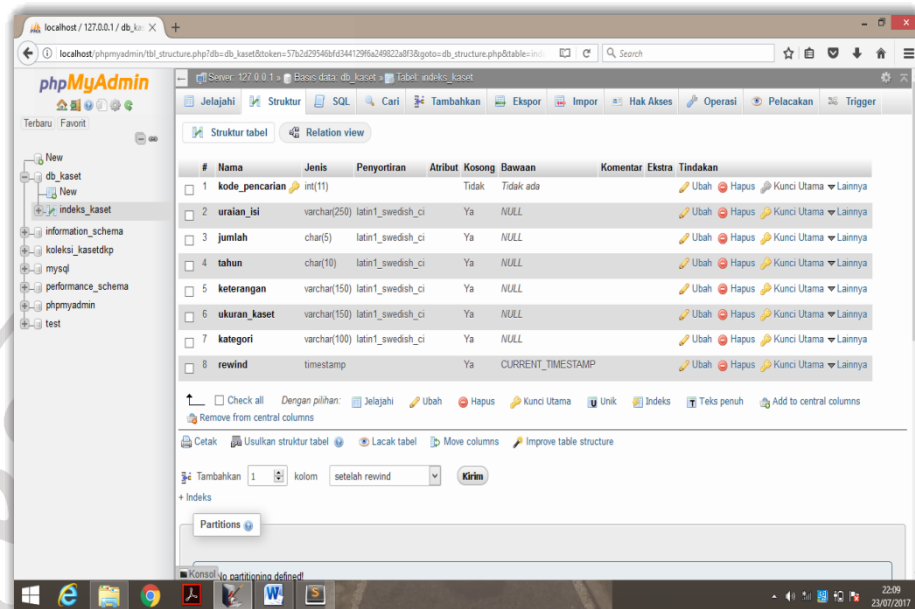 localhost / 127.0.0.1 / db_ka
localhost/phpmyadmin/tbl_structure.php?db=db_kaset&token=57b2d29546bfd344129f6a249822a8f3&goto=db_structure.php&table=ind
Search
phpMyAdmin
Terbaru Favorit
New
db_kaset
New
indeks_kaset
information_schema
koleksi_kasetdkp
mysql
performance_schema
phpmyadmin
test
Server: 127.0.0.1 » Basis data: db_kaset » Tabel: indeks_kaset
Jelajahi Struktur SQL Cari Tambahkan Ekspor Impor Hak Akses Operasi Pelacakan Trigger
Struktur tabel Relation view
# Nama Jenis Penyortiran Atribut Kosong Bawaan Komentar Ekstra Tindakan
1 kode_pencarian int(11) Tidak Tidak ada Ubah Hapus Kunci Utama Lainnya
2 uraian_isi varchar(250) latin1_swedish_ci Ya NULL Ubah Hapus Kunci Utama Lainnya
3 jumlah char(5) latin1_swedish_ci Ya NULL Ubah Hapus Kunci Utama Lainnya
4 tahun char(10) latin1_swedish_ci Ya NULL Ubah Hapus Kunci Utama Lainnya
5 keterangan varchar(150) latin1_swedish_ci Ya NULL Ubah Hapus Kunci Utama Lainnya
6 ukuran_kaset varchar(150) latin1_swedish_ci Ya NULL Ubah Hapus Kunci Utama Lainnya
7 kategori varchar(100) latin1_swedish_ci Ya NULL Ubah Hapus Kunci Utama Lainnya
8 rewind timestamp Ya CURRENT_TIMESTAMP Ubah Hapus Kunci Utama Lainnya
Check all Dengan pilihan: Jelajahi Ubah Hapus Kunci Utama Unik Indeks Teks penuh Add to central columns
Remove from central columns
Cetak Usulkan struktur tabel Lacak tabel Move columns Improve table structure
Tambahkan 1 kolom setelah rewind Kirim
+ Indeks
Partitions
Konsol No partitioning defined!
22:09
23/07/2017